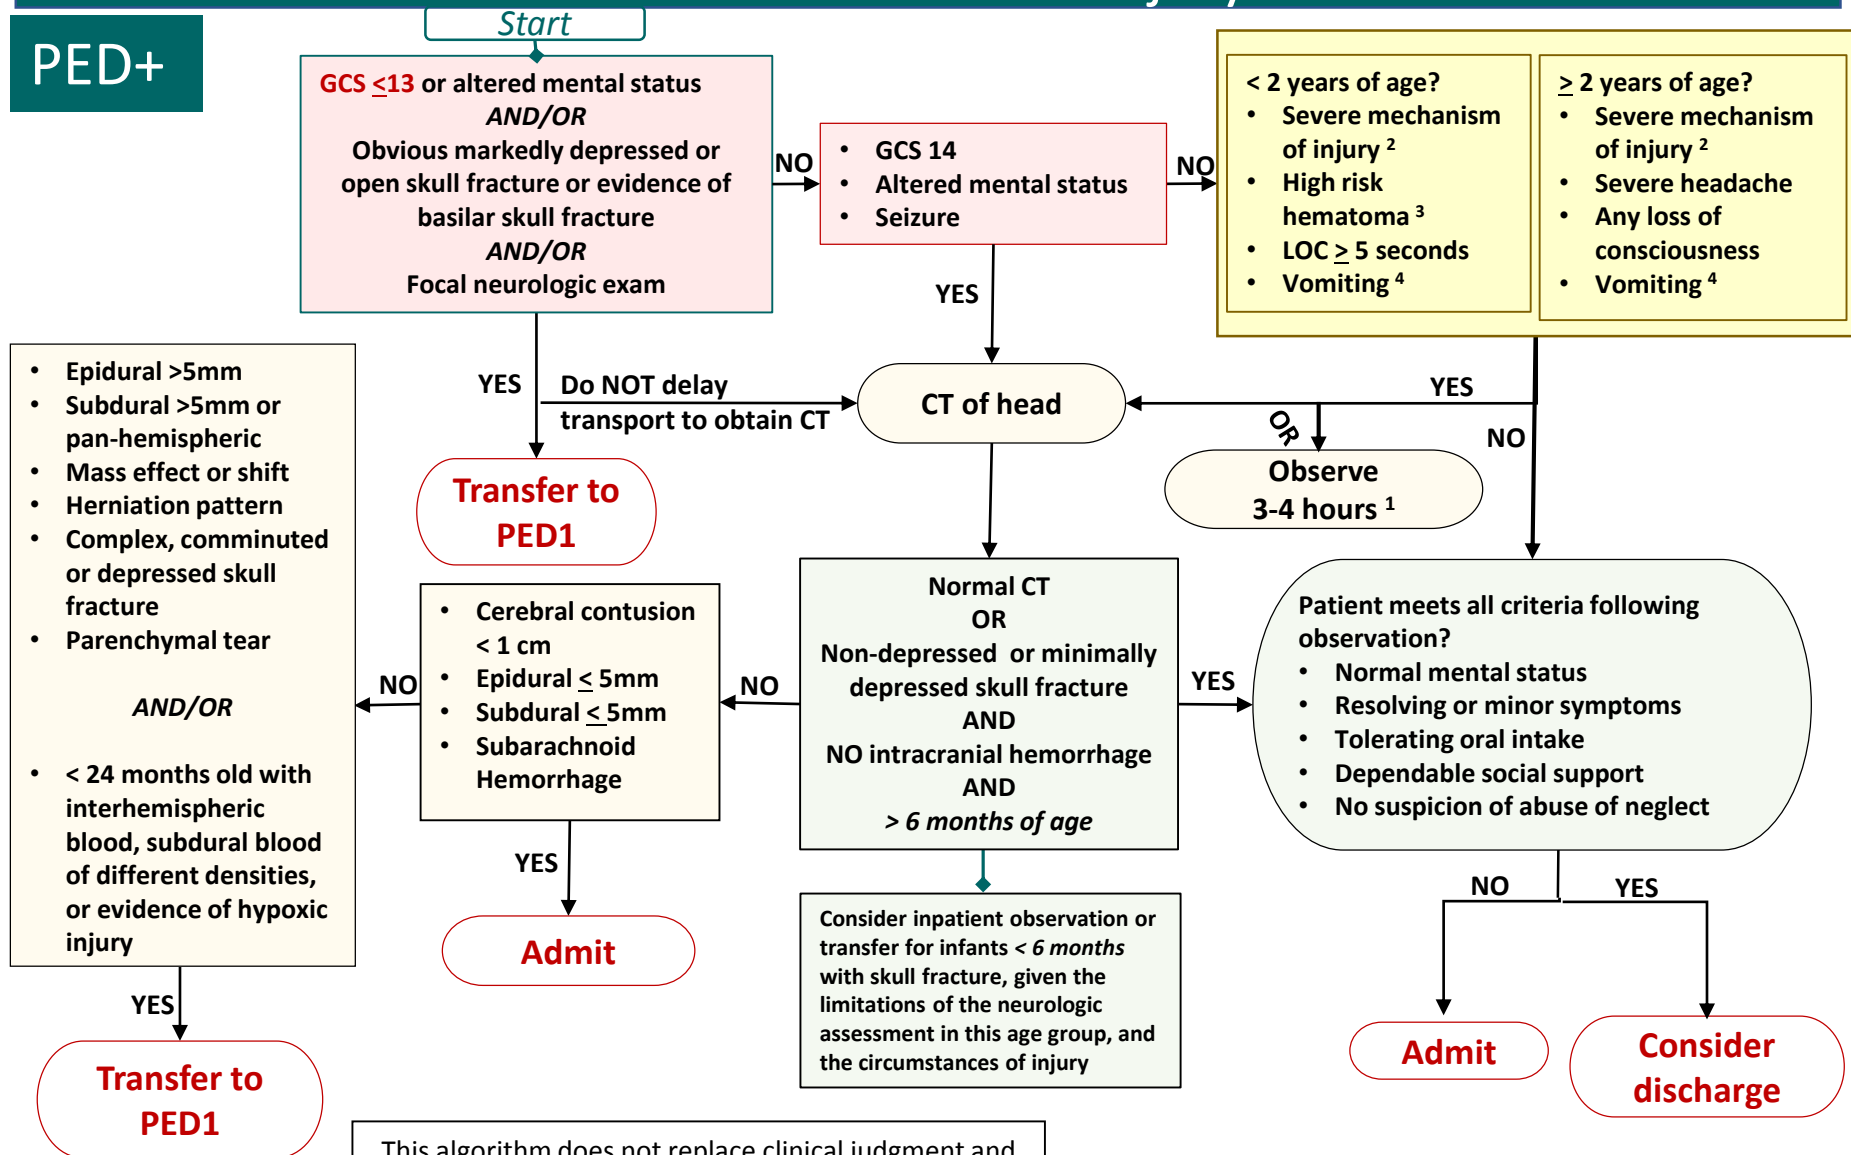 Start
PED+
GCS <13 or altered mental status
AND/OR
Obvious markedly depressed or
open skull fracture or evidence of
basilar skull fracture
AND/OR
Focal neurologic exam
NO
• GCS 14
• Altered mental status
• Seizure
NO
< 2 years of age?
• Severe mechanism
of injury 2
• High risk
hematoma 3
• LOC > 5 seconds
• Vomiting 4
> 2 years of age?
• Severe mechanism
of injury 2
• Severe headache
• Any loss of
consciousness
• Vomiting 4
YES
YES
Do NOT delay
transport to obtain CT
CT of head
YES
OR
NO
Observe
3-4 hours 1
Transfer to
PED1
• Epidural >5mm
• Subdural >5mm or
pan-hemispheric
• Mass effect or shift
• Herniation pattern
• Complex, comminuted
or depressed skull
fracture
• Parenchymal tear
AND/OR
• < 24 months old with
interhemispheric
blood, subdural blood
of different densities,
or evidence of hypoxic
injury
NO
• Cerebral contusion
< 1 cm
• Epidural < 5mm
• Subdural < 5mm
• Subarachnoid
Hemorrhage
NO
Normal CT
OR
Non-depressed or minimally
depressed skull fracture
AND
NO intracranial hemorrhage
AND
> 6 months of age
YES
Patient meets all criteria following
observation?
• Normal mental status
• Resolving or minor symptoms
• Tolerating oral intake
• Dependable social support
• No suspicion of abuse of neglect
YES
Admit
Consider inpatient observation or
transfer for infants < 6 months
with skull fracture, given the
limitations of the neurologic
assessment in this age group, and
the circumstances of injury
NO
YES
Admit
Consider
discharge
YES
Transfer to
PED1
This algorithm does not replace clinical judgment and